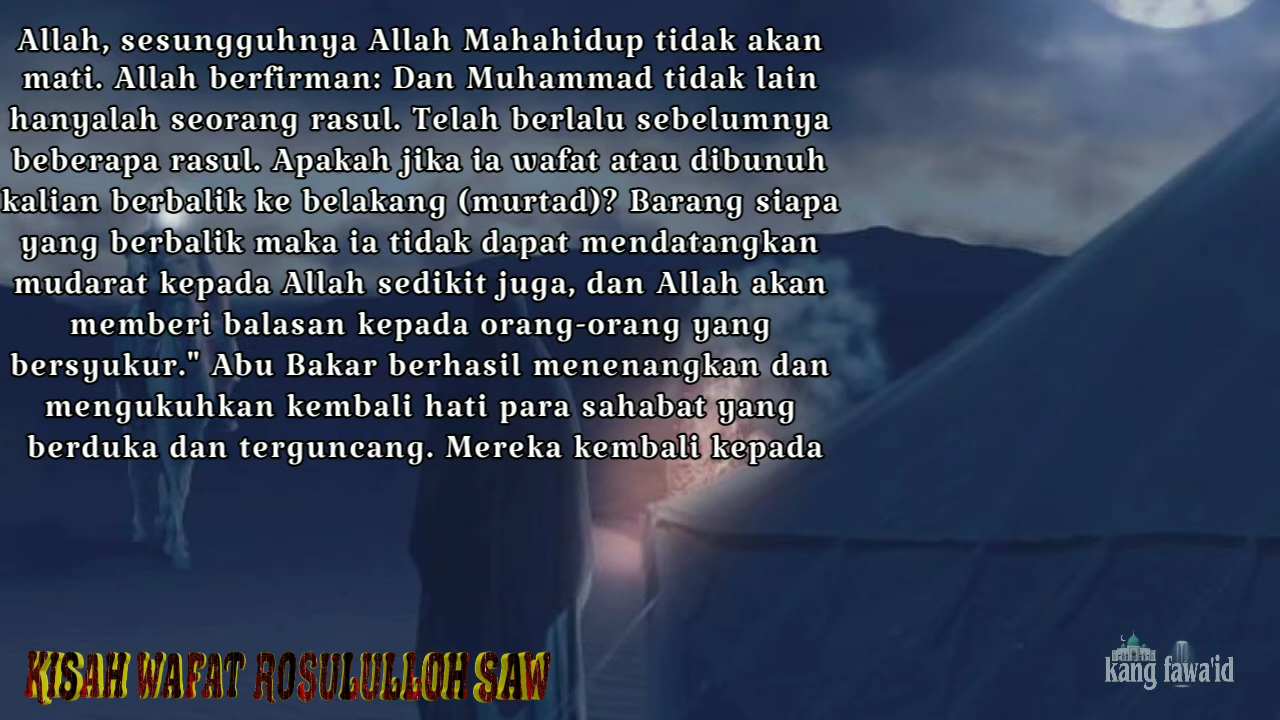 Allah, sesungguhnya Allah Mahahidup tidak akan
mati. Allah berfirman: Dan Muhammad tidak lain
hanyalah seorang rasul. Telah berlalu sebelumnya
beberapa rasul. Apakah jika ia wafat atau dibunuh
kalian berbalik ke belakang (murtad)? Barang siapa
yang berbalik maka ia tidak dapat mendatangkan
mudarat kepada Allah sedikit juga, dan Allah akan
memberi balasan kepada orang-orang yang
bersyukur." Abu Bakar berhasil menenangkan dan
mengukuhkan kembali hati para sahabat yang
berduka dan terguncang. Mereka kembali kepada
KISAH WAFAT ROSULULLOH SAW
kang fawa'id